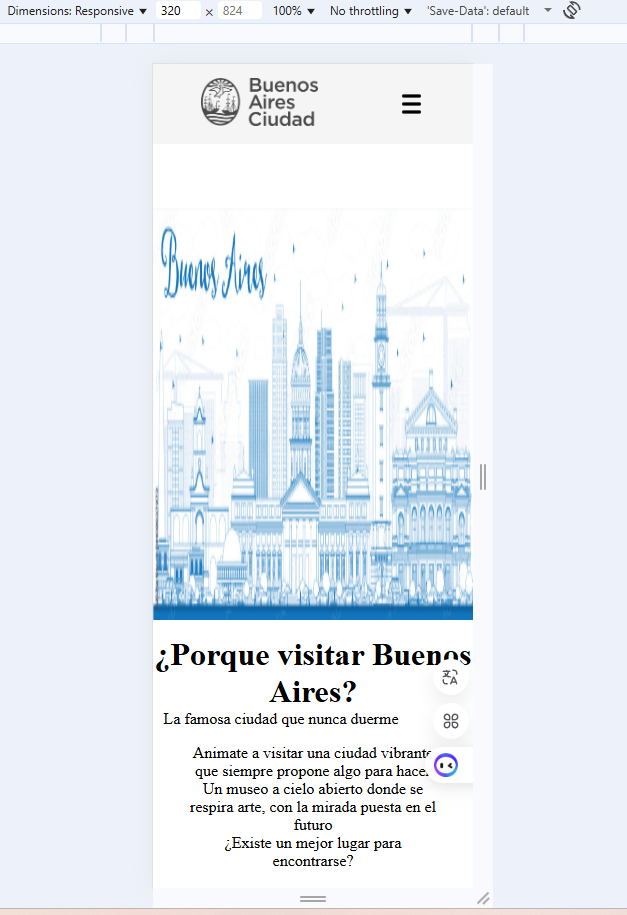 Dimensions: Responsive ▼ 320 × 824 100% ▼ No throttling ▼ 'Save-Data': default
Buenos
Aires
Ciudad
Buenos Aires
¿Porque visitar Buenos
Aires?
La famosa ciudad que nunca duerme
Animate a visitar una ciudad vibrante
que siempre propone algo para hacer.
Un museo a cielo abierto donde se
respira arte, con la mirada puesta en el
futuro
¿Existe un mejor lugar para
encontrarse?